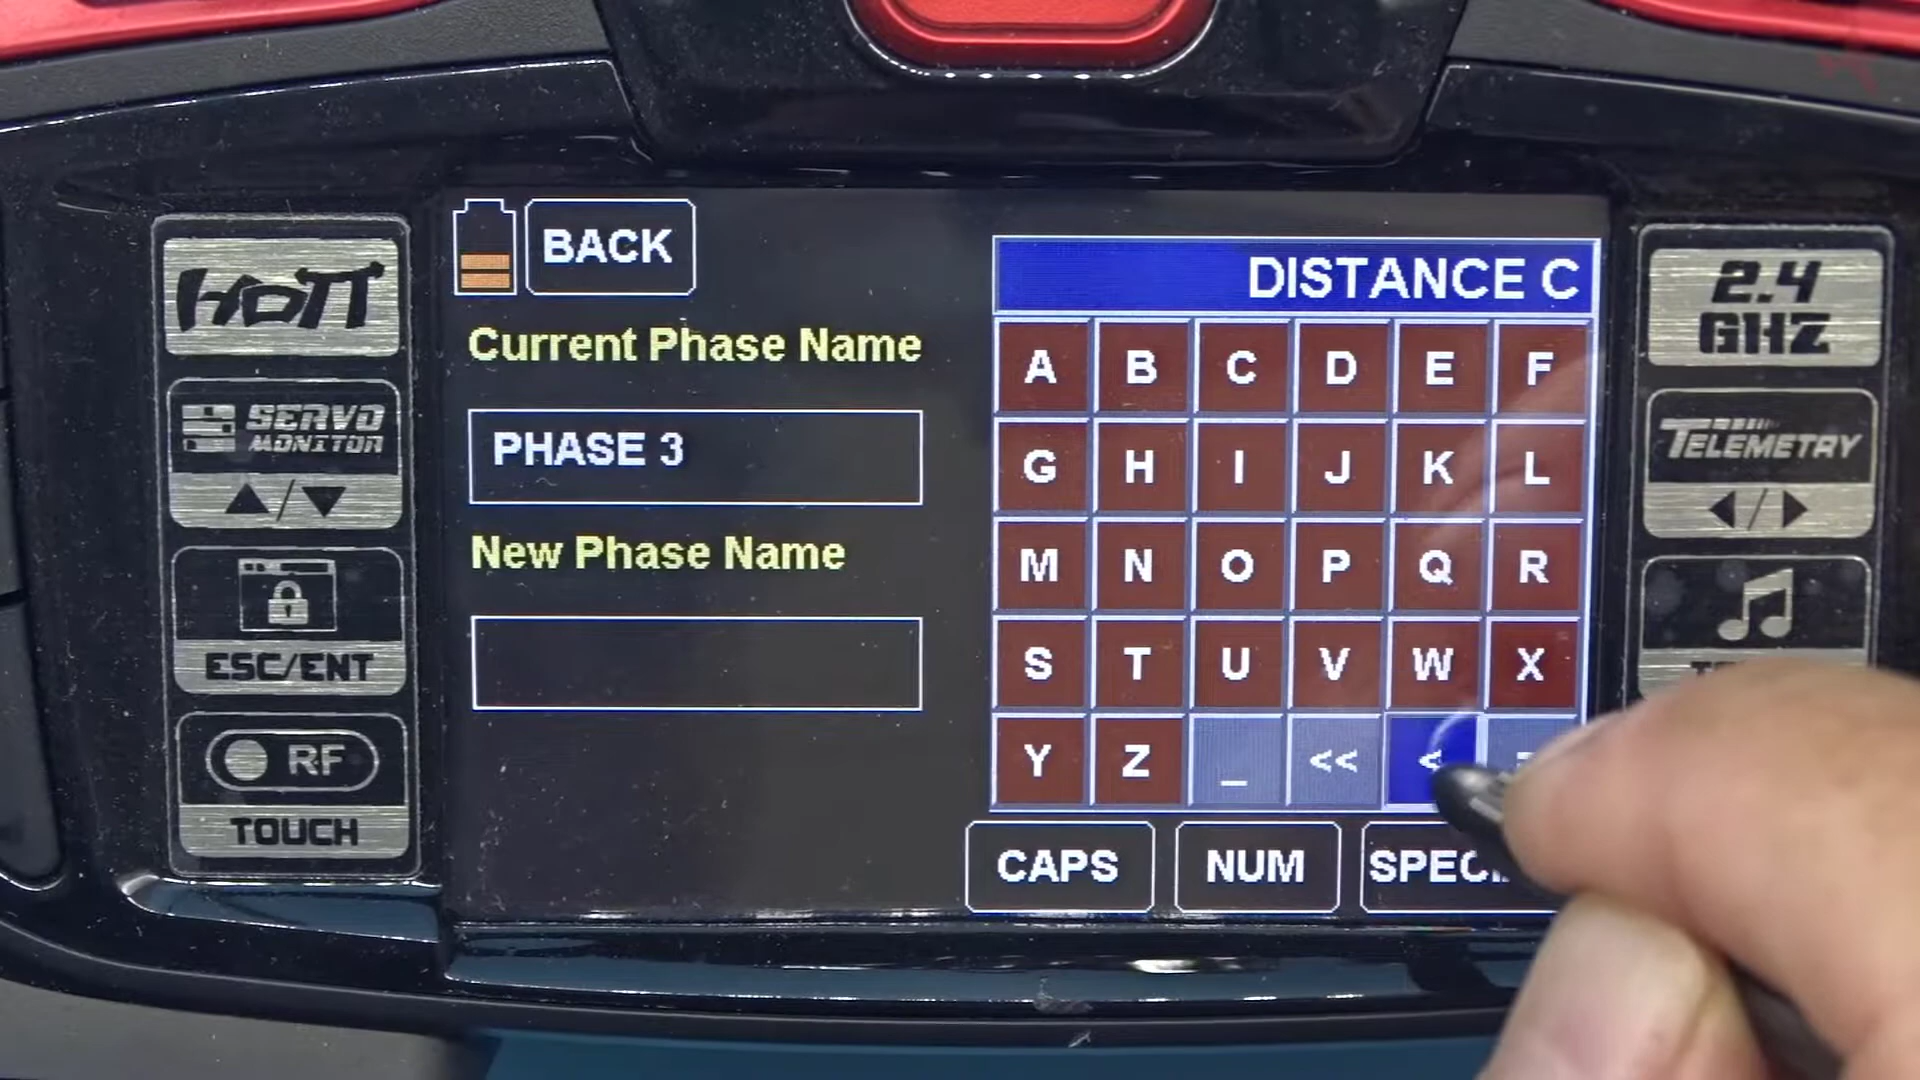 HOTT
SERVO
MONITOR
ESC/ENT
RF
TOUCH
BACK
Current Phase Name
PHASE 3
New Phase Name
DISTANCE C
A B C D E F
G H I J K L
M N O P Q R
S T U V W X
Y Z _ << <
CAPS NUM
2.4
GHZ
TELEMETRY